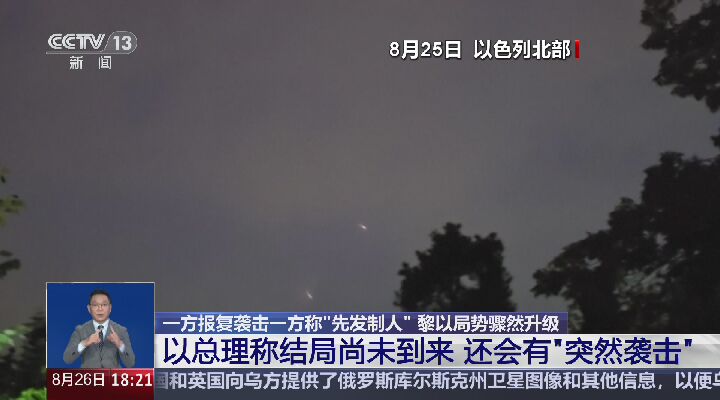 CCTV 13
新闻
8月25日 以色列北部
一方报复袭击一方称"先发制人" 黎以局势骤然升级
以总理称结局尚未到来 还会有"突然袭击"
8月26日 18:21 国和英国向乌方提供了俄罗斯库尔斯克州卫星图像和其他信息，以便乌